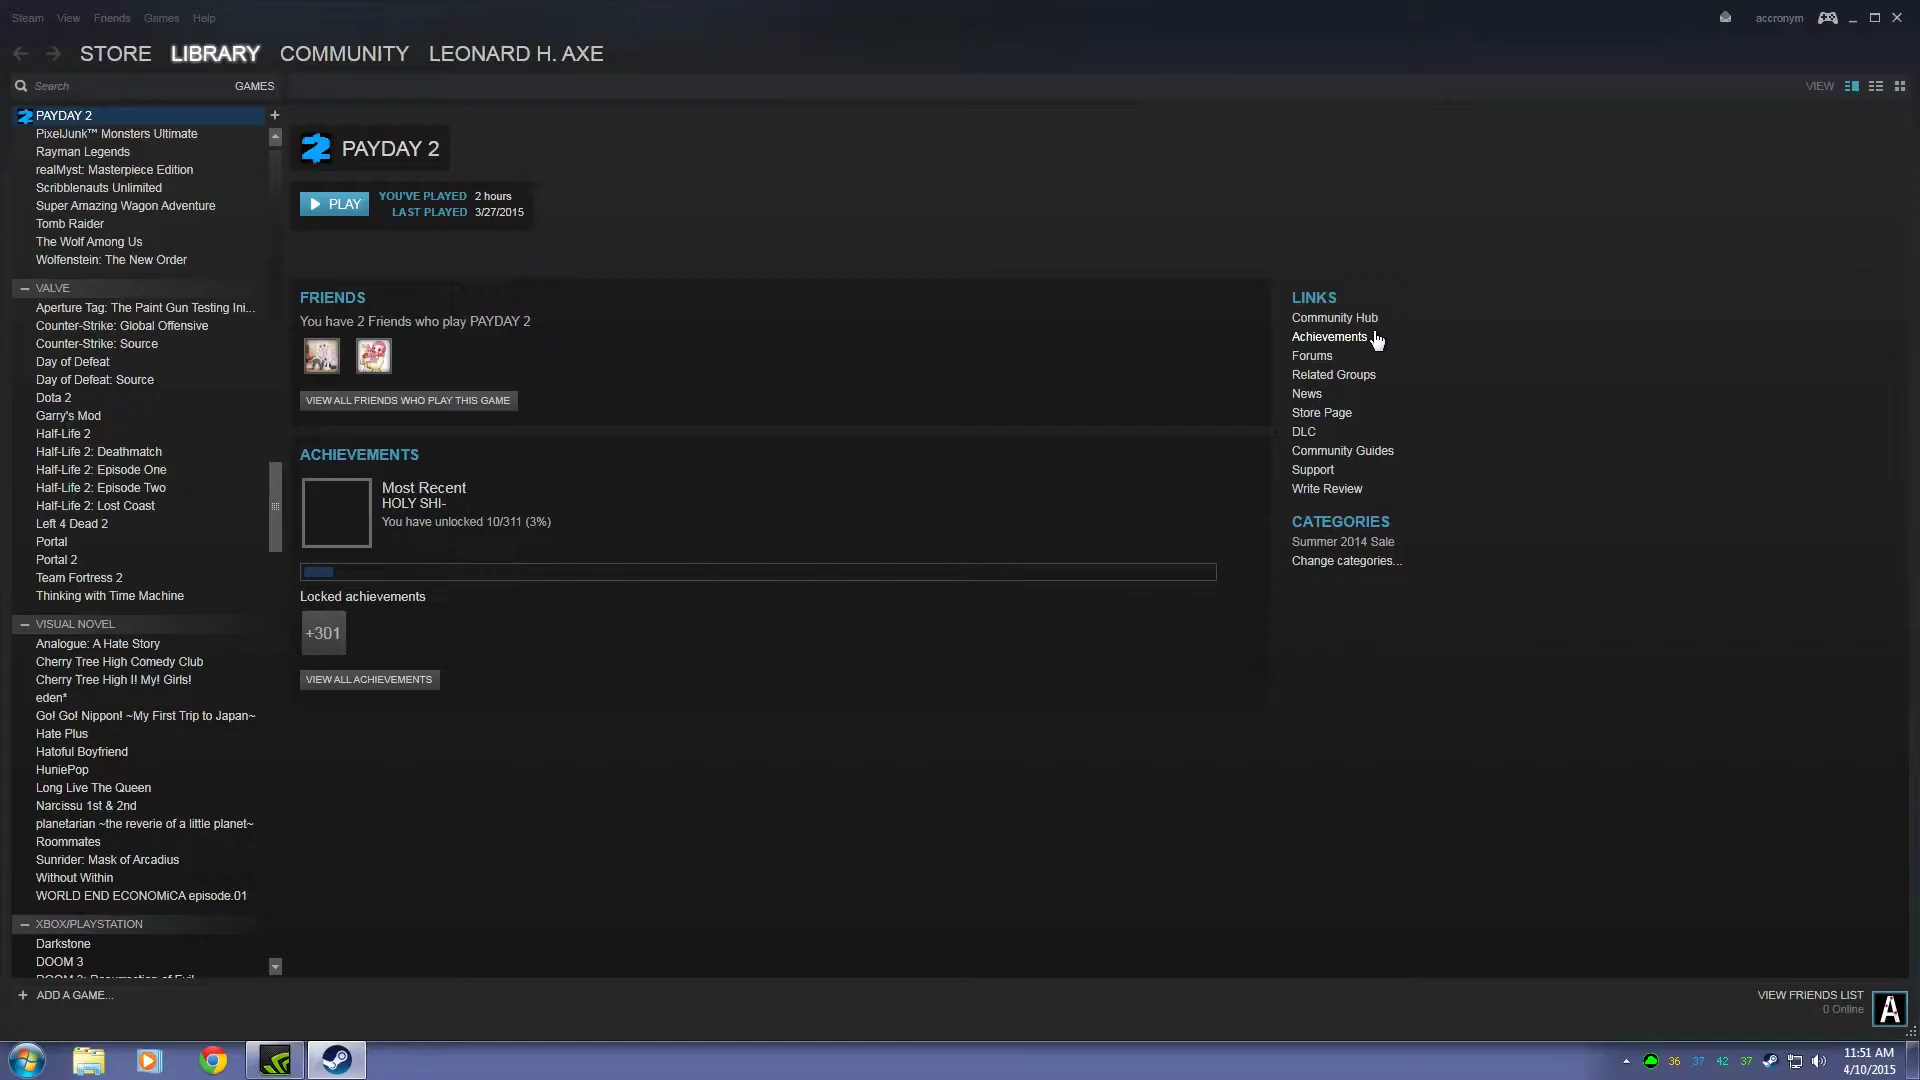 Steam View Friends Games Help
accronym
STORE LIBRARY COMMUNITY LEONARD H. AXE
Search
GAMES
VIEW
PAYDAY 2
PixelJunk™ Monsters Ultimate
Rayman Legends
realMyst: Masterpiece Edition
Scribblenauts Unlimited
Super Amazing Wagon Adventure
Tomb Raider
The Wolf Among Us
Wolfenstein: The New Order
VALVE
Aperture Tag: The Paint Gun Testing Ini...
Counter-Strike: Global Offensive
Counter-Strike: Source
Day of Defeat
Day of Defeat: Source
Dota 2
Garry's Mod
Half-Life 2
Half-Life 2: Deathmatch
Half-Life 2: Episode One
Half-Life 2: Episode Two
Half-Life 2: Lost Coast
Left 4 Dead 2
Portal
Portal 2
Team Fortress 2
Thinking with Time Machine
VISUAL NOVEL
Analogue: A Hate Story
Cherry Tree High Comedy Club
Cherry Tree High I! My! Girls!
eden*
Go! Go! Nippon! ~My First Trip to Japan~
Hate Plus
Hatoful Boyfriend
HuniePop
Long Live The Queen
Narcissu 1st & 2nd
planetarian ~the reverie of a little planet~
Roommates
Sunrider: Mask of Arcadius
Without Within
WORLD END ECONOMiCA episode.01
XBOX/PLAYSTATION
Darkstone
DOOM 3
DOOM 3: Resurrection of Evil
+ ADD A GAME...
PAYDAY 2
PLAY
YOU'VE PLAYED 2 hours
LAST PLAYED 3/27/2015
FRIENDS
You have 2 Friends who play PAYDAY 2
VIEW ALL FRIENDS WHO PLAY THIS GAME
ACHIEVEMENTS
Most Recent
HOLY SHI-
You have unlocked 10/311 (3%)
Locked achievements
+301
VIEW ALL ACHIEVEMENTS
LINKS
Community Hub
Achievements
Forums
Related Groups
News
Store Page
DLC
Community Guides
Support
Write Review
CATEGORIES
Summer 2014 Sale
Change categories...
VIEW FRIENDS LIST
0 Online
A
36 37 42 37
11:51 AM
4/10/2015